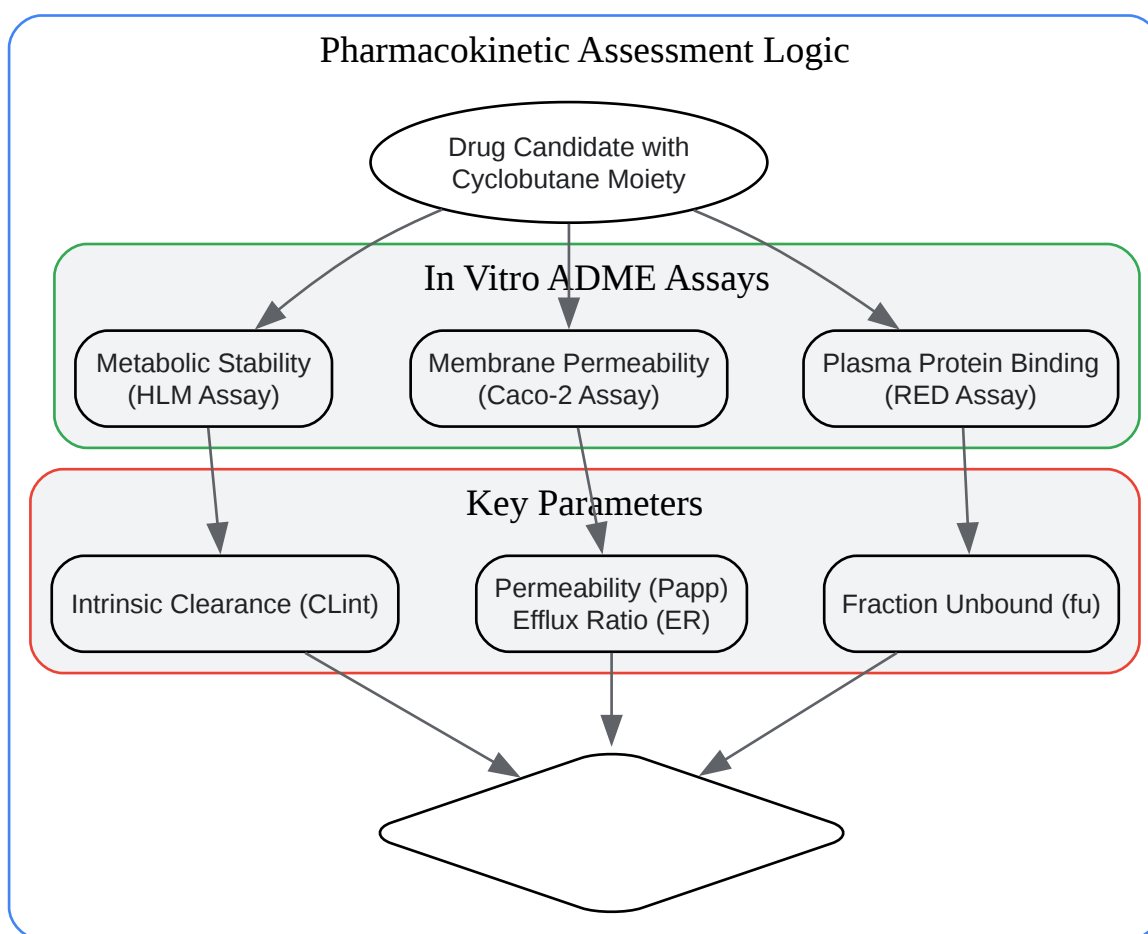 Pharmacokinetic Assessment Logic
Drug Candidate with
Cyclobutane Moiety
In Vitro ADME Assays
Metabolic Stability
(HLM Assay)
Membrane Permeability
(Caco-2 Assay)
Plasma Protein Binding
(RED Assay)
Key Parameters
Intrinsic Clearance (CLint)
Permeability (Papp)
Efflux Ratio (ER)
Fraction Unbound (fu)